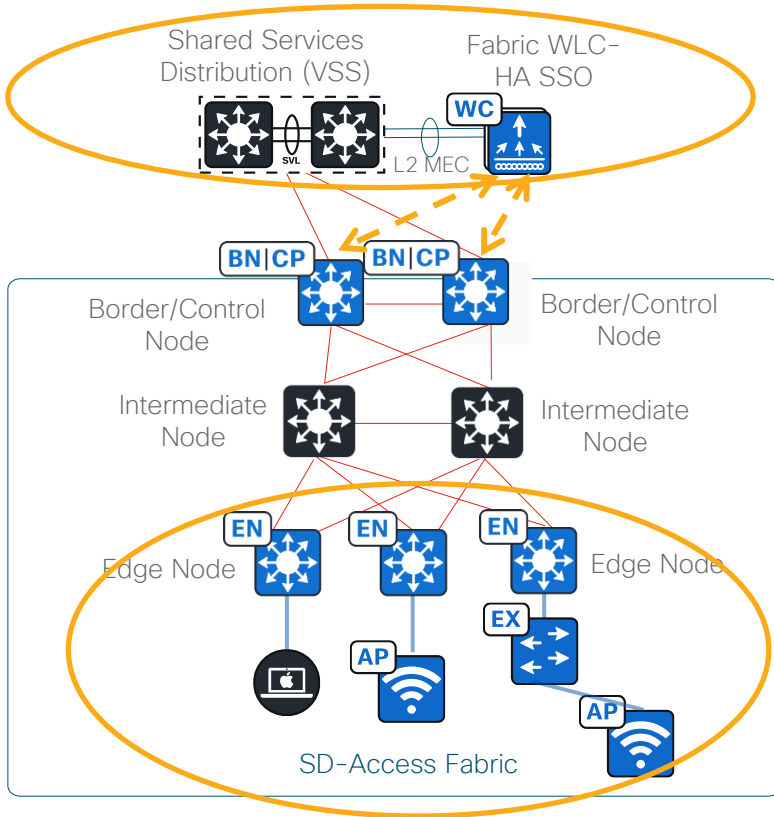 Shared Services
Distribution (VSS)
Fabric WLC-
HA SSO
WC
SVL
L2 MEC
BN|CP
BN|CP
Border/Control
Node
Border/Control
Node
Intermediate
Node
Intermediate
Node
EN
EN
EN
Edge Node
Edge Node
EX
AP
AP
SD-Access Fabric